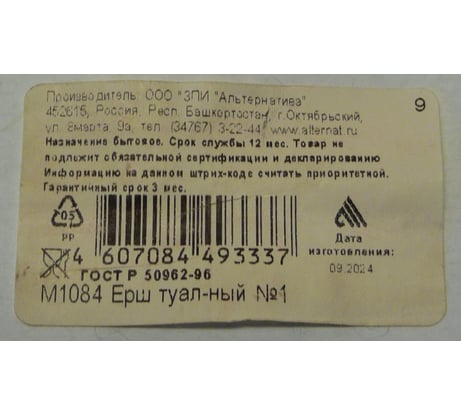 Производитель: ООО "ЗПИ "Альтернатива"
452615, Россия, Респ. Башкортостан, г.Октябрьский,
ул. 8марта, 9а, тел. (34767) 3-22-44, www.alternat.ru
9
Назначение бытовое. Срок службы 12 мес. Товар не
подлежит обязательной сертификации и декларированию
Информацию на данном штрих-коде считать приоритетной.
Гарантийный срок 3 мес.
05
PP
4 607084 493337
Дата
изготовления:
09.2024
ГОСТ Р 50962-96
М1084 Ерш туал-ный №1